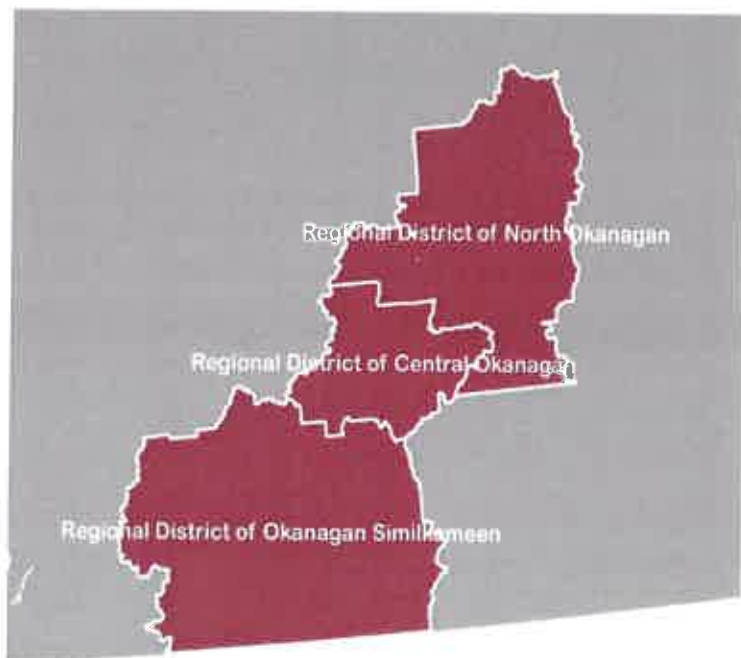 Regional District of North Okanagan
Regional District of Central Okanagan
Regional District of Okanagan Similkameen